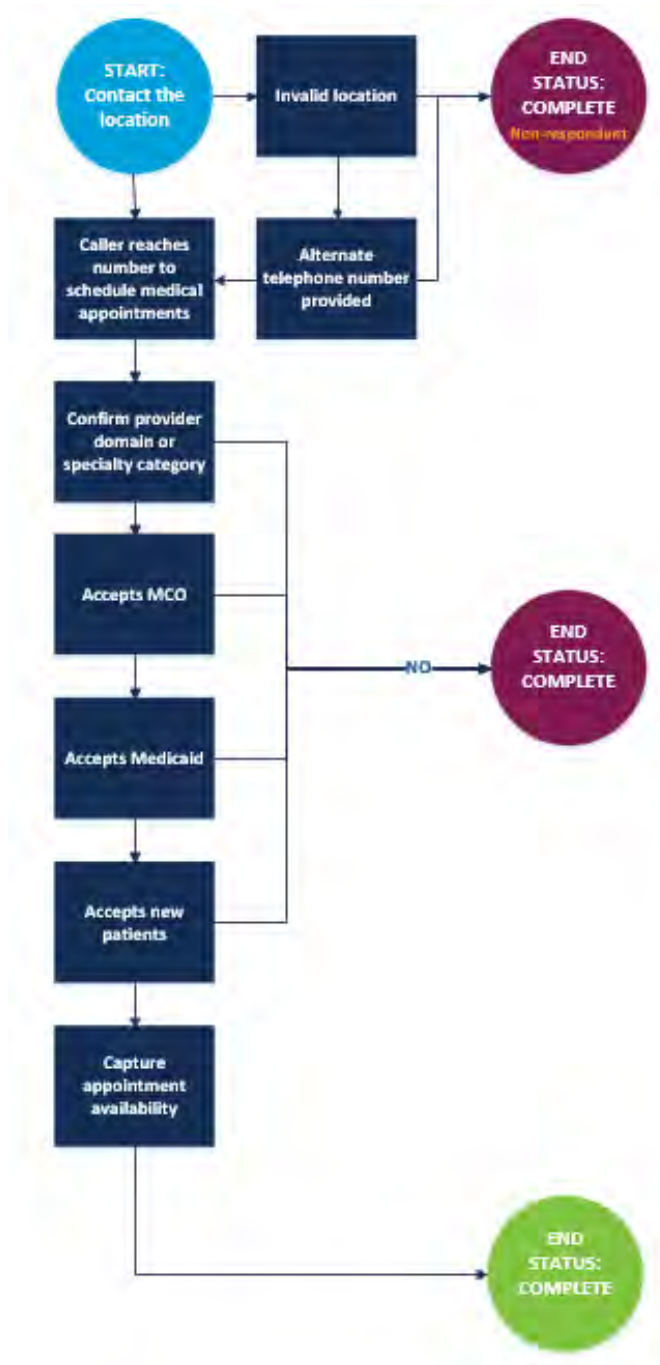 START:
Contact the
location
Invalid location
END
STATUS:
COMPLETE
Non-respondent
Caller reaches
number to
schedule medical
appointments
Alternate
telephone number
provided
Confirm provider
domain or
specialty category
Accepts MCO
NO
END
STATUS:
COMPLETE
Accepts Medicaid
Accepts new
patients
Capture
appointment
availability
END
STATUS:
COMPLETE